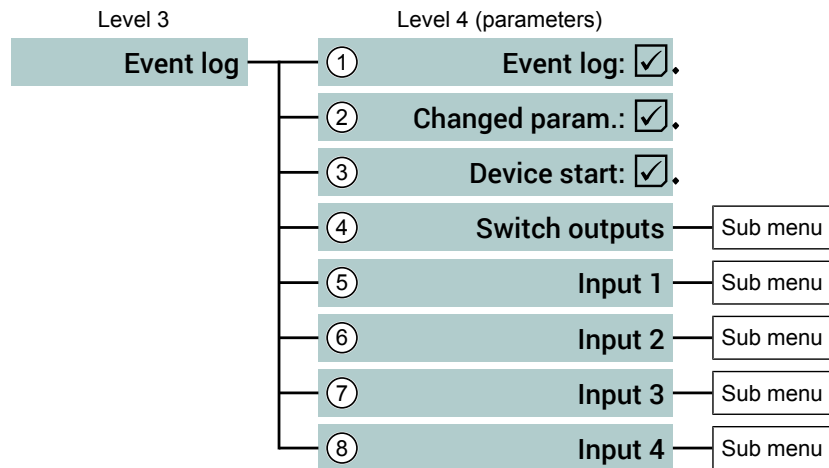 Level 3 Level 4 (parameters)
Event log 1 Event log:
2 Changed param.:
3 Device start:
4 Switch outputs Sub menu
5 Input 1 Sub menu
6 Input 2 Sub menu
7 Input 3 Sub menu
8 Input 4 Sub menu